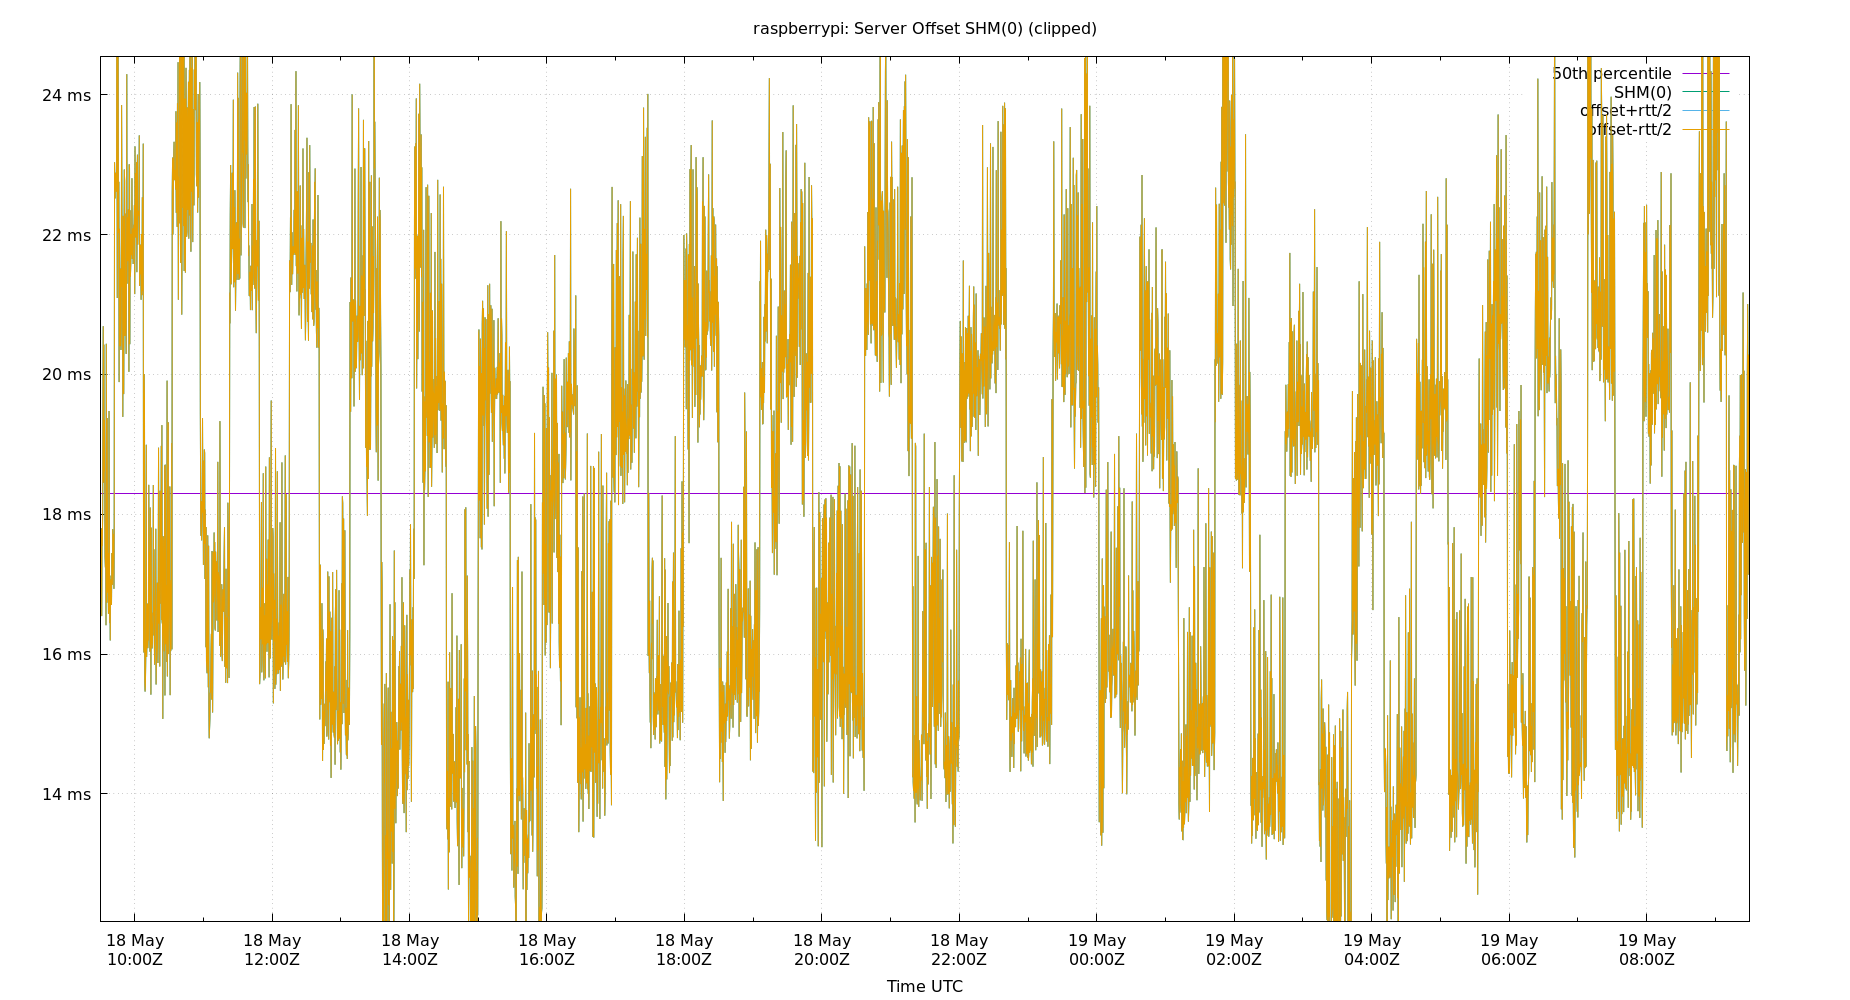 raspberrypi: Server Offset SHM(0) (clipped)
50th percentile
SHM(0)
offset+rtt/2
offset-rtt/2
24 ms
22 ms
20 ms
18 ms
16 ms
14 ms
18 May 18 May 18 May 18 May 18 May 18 May 18 May 19 May 19 May 19 May 19 May 19 May
10:00Z 12:00Z 14:00Z 16:00Z 18:00Z 20:00Z 22:00Z 00:00Z 02:00Z 04:00Z 06:00Z 08:00Z
Time UTC